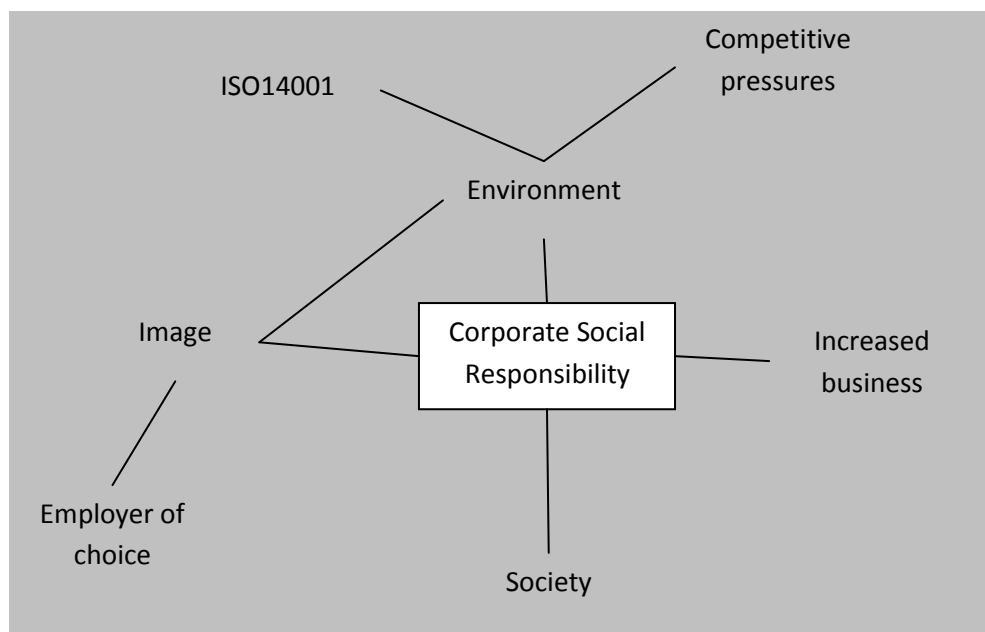 Competitive
pressures
ISO14001
Environment
Image
Corporate Social
Responsibility
Increased
business
Employer of
choice
Society